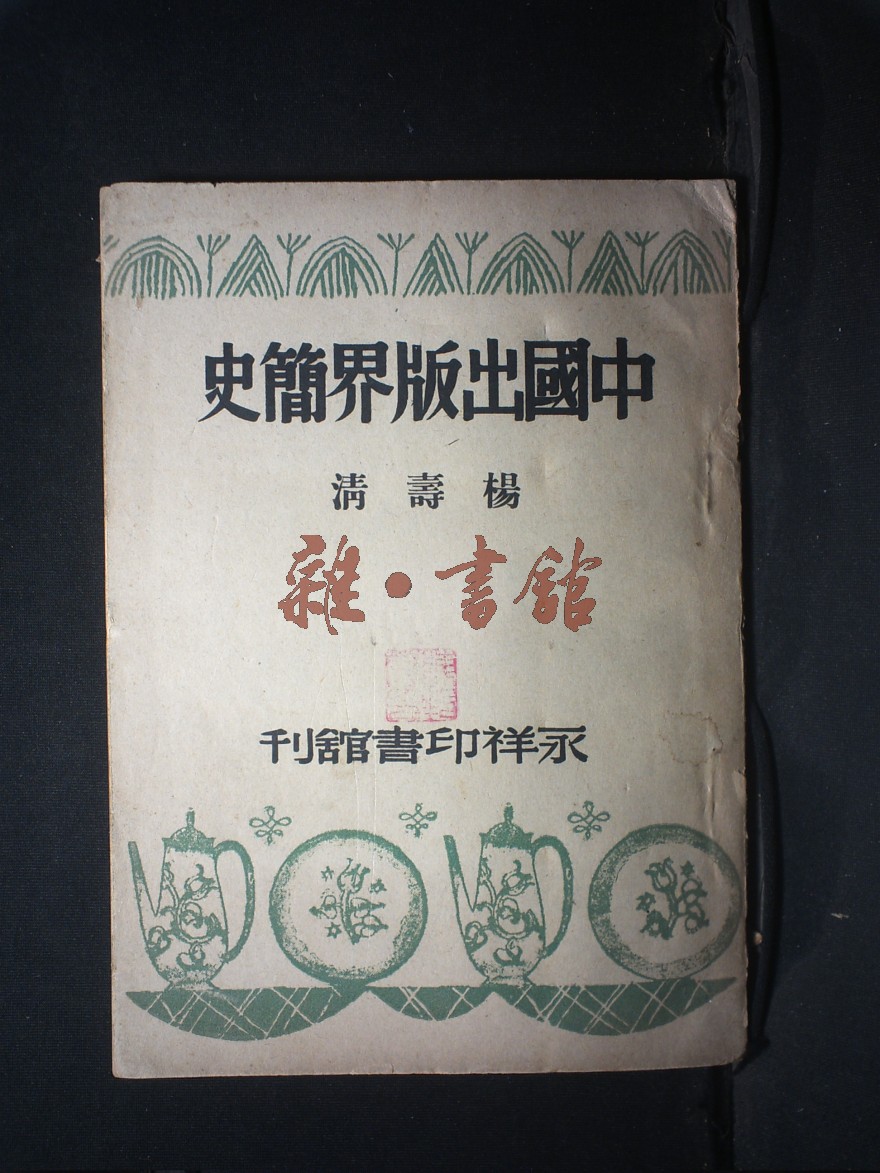 中國出版界簡史
楊壽清
雜·書館
永祥印書館刊